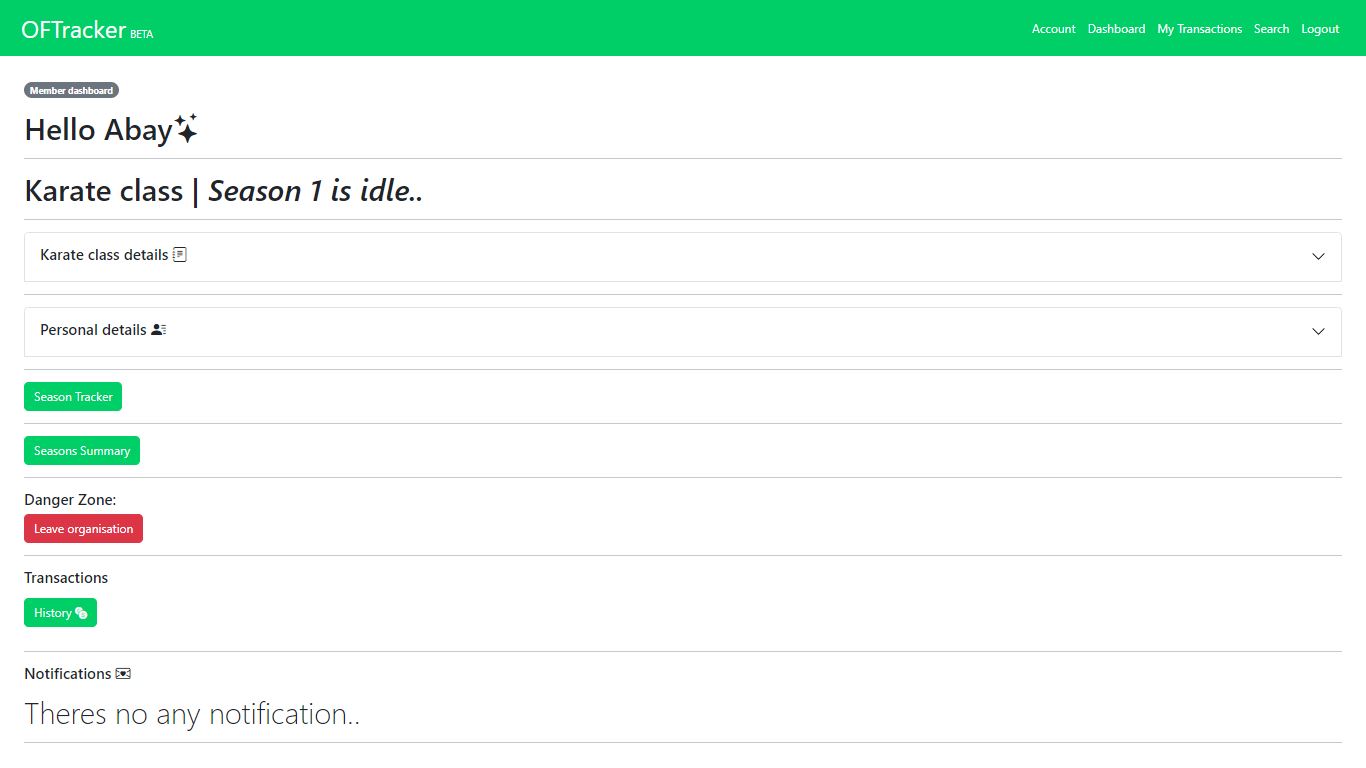 OFTracker BETA
Account Dashboard My Transactions Search Logout
Member dashboard
Hello Abay
Karate class | Season 1 is idle..
Karate class details
Personal details
Season Tracker
Seasons Summary
Danger Zone:
Leave organisation
Transactions
History
Notifications
Theres no any notification..